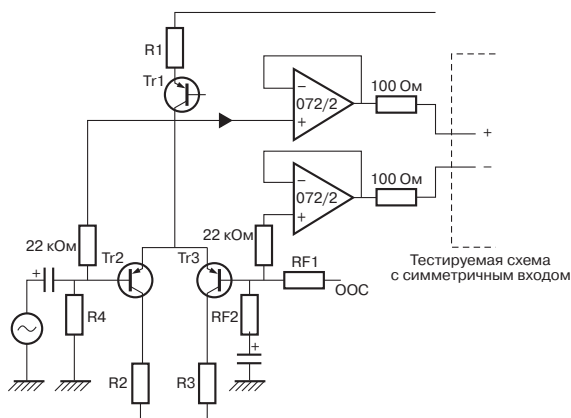 R1
Tr1
072/2
100 Ом
+
−
−
+
072/2
100 Ом
−
+
22 кОм
22 кОм
Tr2
Tr3
RF1
ООС
Тестируемая схема
с симметричным входом
+
R4
RF2
+
R2
R3